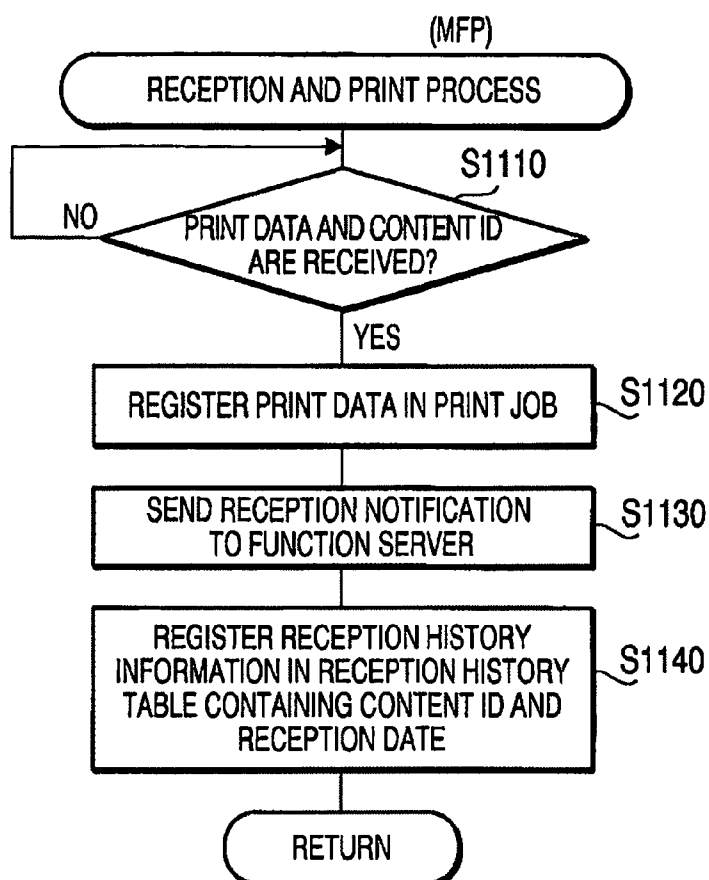 (MFP)
RECEPTION AND PRINT PROCESS
S1110
NO
PRINT DATA AND CONTENT ID
ARE RECEIVED?
YES
REGISTER PRINT DATA IN PRINT JOB
S1120
SEND RECEPTION NOTIFICATION
TO FUNCTION SERVER
S1130
REGISTER RECEPTION HISTORY
INFORMATION IN RECEPTION HISTORY
TABLE CONTAINING CONTENT ID AND
RECEPTION DATE
S1140
RETURN